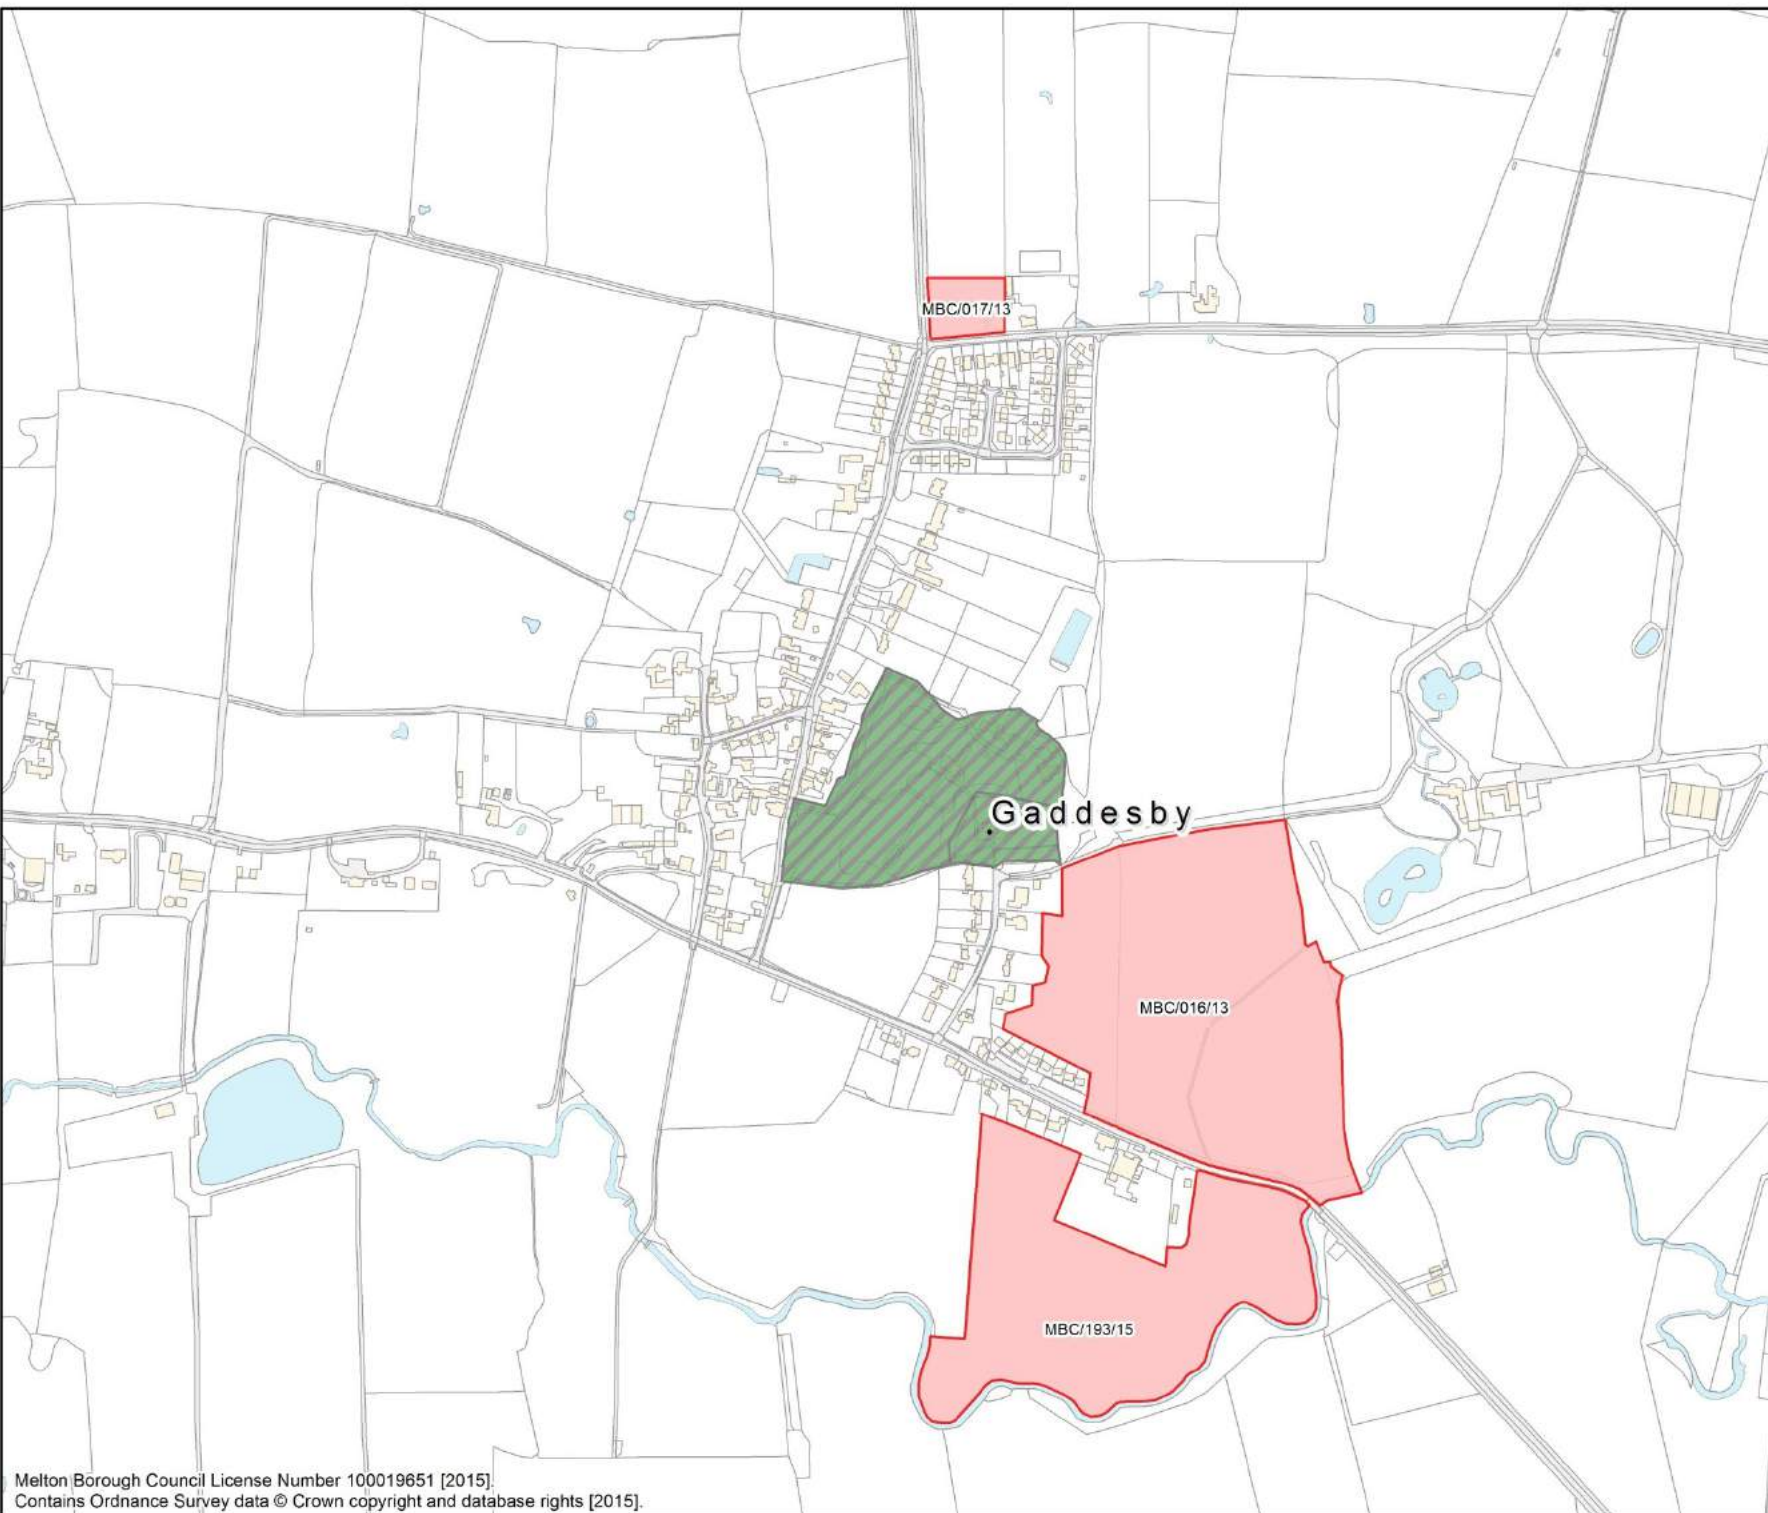 MBC/017/13
Gaddesby
MBC/016/13
MBC/193/15
Melton Borough Council License Number 100019651 [2015].
Contains Ordnance Survey data © Crown copyright and database rights [2015].